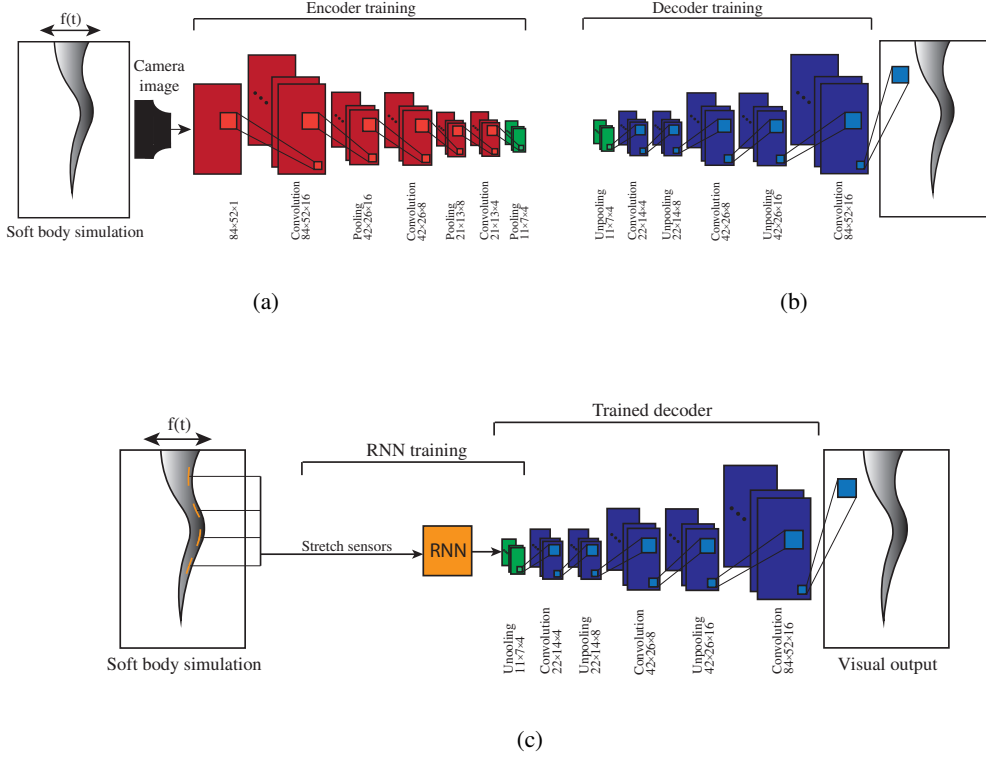 Encoder training
Decoder training
f(t)
Camera
image
Soft body simulation
84×52×1
Convolution
84×52×16
Pooling
42×26×16
Convolution
42×26×8
Pooling
21×13×8
Convolution
21×13×4
Pooling
11×7×4
Unpooling
11×7×4
Convolution
22×14×4
Unpooling
22×14×8
Convolution
42×26×8
Unpooling
42×26×16
Convolution
84×52×16
(a)
(b)
Trained decoder
f(t)
RNN training
Stretch sensors
RNN
Unooling
11×7×4
Convolution
22×14×4
Unpooling
22×14×8
Convolution
42×26×8
Unpooling
42×26×16
Convolution
84×52×16
Soft body simulation
Visual output
(c)